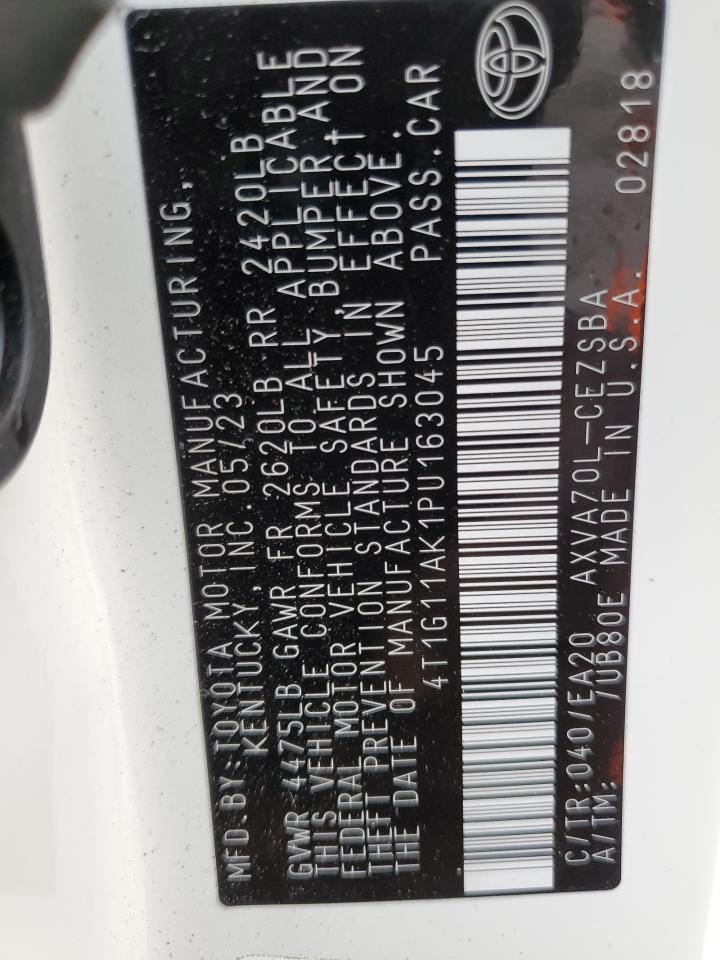 MFD.BY:TOYOTA MOTOR MANUFACTURING,
KENTUCKY,INC.05/23
GVWR 4475LB GAWR FR 2620LB RR 2420LB
THIS VEHICLE CONFORMS TO ALL APPLICABLE
FEDERAL MOTOR VEHICLE SAFETY, BUMPER AND
THEFT PREVENTION STANDARDS IN EFFECT ON
THE DATE OF MANUFACTURE SHOWN ABOVE.
4T1G11AK1PU163045 PASS.CAR
C/TR:040/EA20 AXVA70L-CEZSBA 02818
A/TM: /UB80E MADE IN U.S.A.